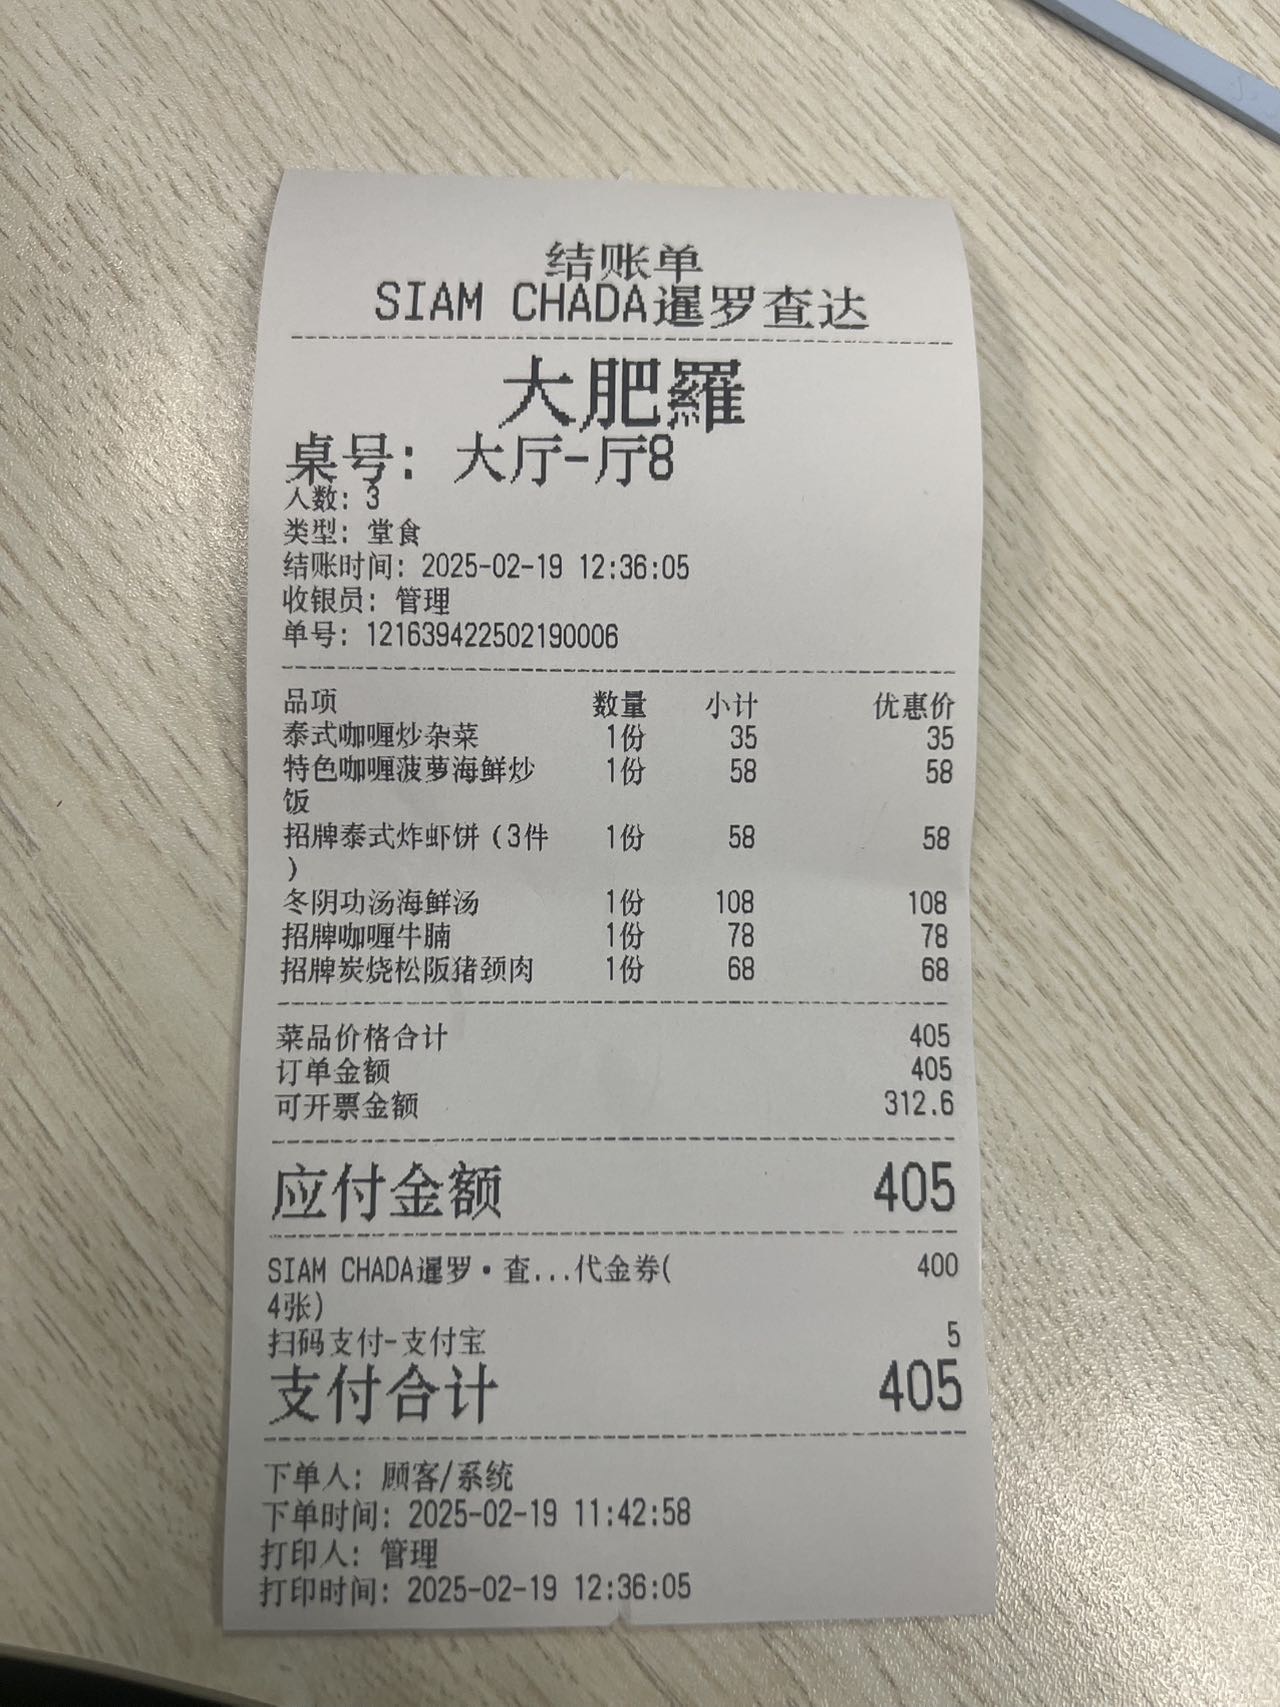 结账单
SIAM CHADA暹罗查达
大肥羅
桌号: 大厅-厅8
人数: 3
类型: 堂食
结账时间: 2025-02-19 12:36:05
收银员: 管理
单号: 121639422502190006
品项 数量 小计 优惠价
泰式咖喱炒杂菜 1份 35 35
特色咖喱菠萝海鲜炒 1份 58 58
饭
招牌泰式炸虾饼(3件 1份 58 58
)
冬阴功汤海鲜汤 1份 108 108
招牌咖喱牛腩 1份 78 78
招牌炭烧松阪猪颈肉 1份 68 68
菜品价格合计 405
订单金额 405
可开票金额 312.6
应付金额 405
SIAM CHADA暹罗•查...代金券( 400
4张)
扫码支付-支付宝 5
支付合计 405
下单人: 顾客/系统
下单时间: 2025-02-19 11:42:58
打印人: 管理
打印时间: 2025-02-19 12:36:05